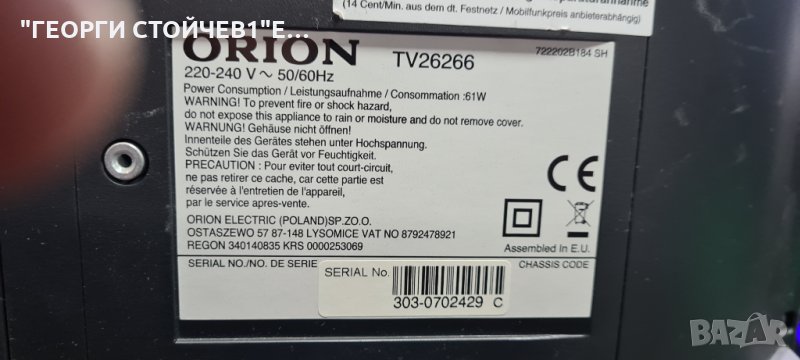 "ГЕОРГИ СТОЙЧЕВ1"Е...
(14 Cent/Min. aus dem dt. Festnetz / Mobilfunkpreis anbieterabhängig)
ORION TV26266 722202B184 SH
220-240 V ~ 50/60Hz
Power Consumption / Leistungsaufnahme / Consommation :61W
WARNING! To prevent fire or shock hazard,
do not expose this appliance to rain or moisture and do not remove cover.
WARNUNG! Gehäuse nicht öffnen!
Innenteile des Gerätes stehen unter Hochspannung.
Schützen Sie das Gerät vor Feuchtigkeit.
PRECAUTION : Pour eviter tout court-circuit,
ne pas retirer ce cache, car cette partie est
réservée à l'entretien de l'appareil,
par le service apres-vente.
CE
ORION ELECTRIC (POLAND)SP.ZO.O.
OSTASZEWO 57 87-148 LYSOMICE VAT NO 8792478921
REGON 340140835 KRS 0000253069
Assembled In E.U.
SERIAL NO./NO. DE SERIE
CHASSIS CODE
SERIAL No.
303-0702429 C
БАZАР